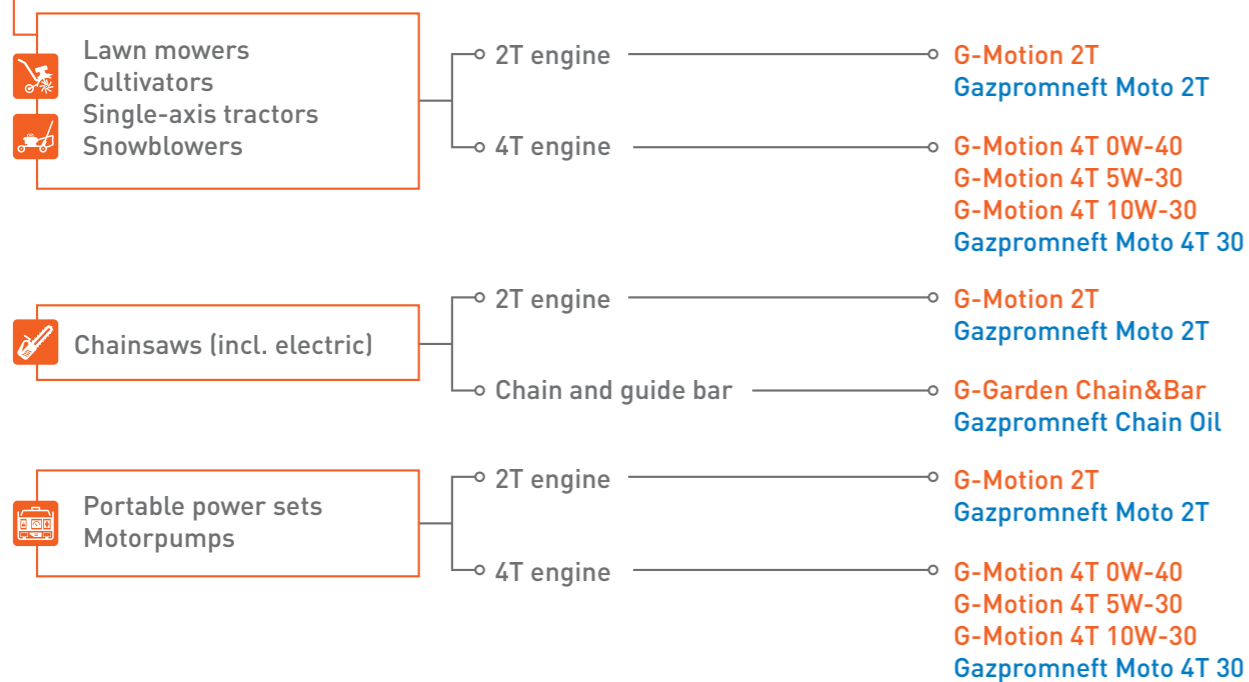 Lawn mowers
Cultivators
Single-axis tractors
Snowblowers
2T engine
G-Motion 2T
Gazpromneft Moto 2T
4T engine
G-Motion 4T 0W-40
G-Motion 4T 5W-30
G-Motion 4T 10W-30
Gazpromneft Moto 4T 30
Chainsaws (incl. electric)
2T engine
G-Motion 2T
Gazpromneft Moto 2T
Chain and guide bar
G-Garden Chain&Bar
Gazpromneft Chain Oil
Portable power sets
Motorpumps
2T engine
G-Motion 2T
Gazpromneft Moto 2T
4T engine
G-Motion 4T 0W-40
G-Motion 4T 5W-30
G-Motion 4T 10W-30
Gazpromneft Moto 4T 30